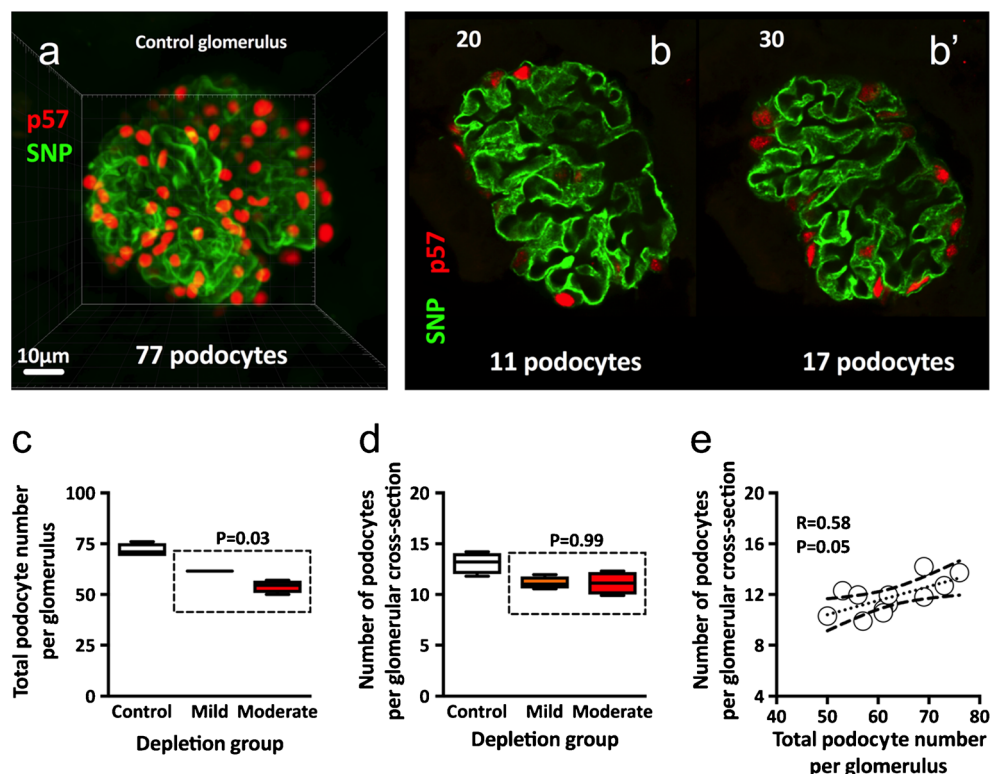 a
Control glomerulus
p57
SNP
10μm
77 podocytes
20
b
SNP p57
11 podocytes
30
b’
17 podocytes
c
Total podocyte number
per glomerulus
100
75
50
25
0
P=0.03
Control Mild Moderate
Depletion group
d
Number of podocytes
per glomerular cross-section
20
15
10
5
0
P=0.99
Control Mild Moderate
Depletion group
e
Number of podocytes
per glomerular cross-section
20
16
12
8
4
R=0.58
P=0.05
40 50 60 70 80
Total podocyte number
per glomerulus